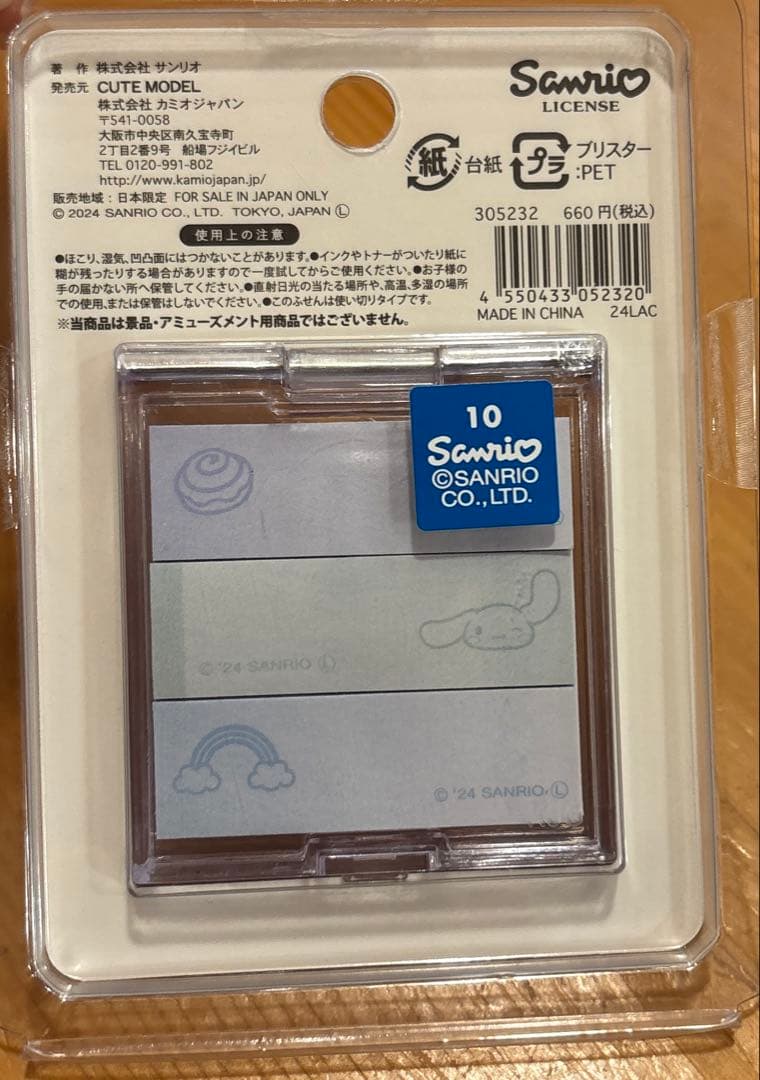 著 作 株式会社 サンリオ
発売元 CUTE MODEL
株式会社 カミオジャパン
〒541-0058
大阪市中央区南久宝寺町
2丁目2番9号 船場フジイビル
TEL 0120-991-802
http://www.kamiojapan.jp/
販売地域：日本限定 FOR SALE IN JAPAN ONLY
© 2024 SANRIO CO., LTD. TOKYO, JAPAN Ⓛ
Sanrio
LICENSE
紙 台紙
プラ ブリスター
:PET
305232 660円(税込)
4 550433 052320
MADE IN CHINA 24LAC
使用上の注意
●ほこり、湿気、凹凸面にはつかないことがあります。●インクやトナーがついたり紙に
糊が残ったりする場合がありますので一度試してからご使用ください。●お子様の
手の届かない所へ保管してください。●直射日光の当たる場所や、高温、多湿の場所
での使用、または保管はしないでください。●このふせんは使い切りタイプです。
※当商品は景品・アミューズメント用商品ではございません。
10
Sanrio
©SANRIO
CO.,LTD.
© '24 SANRIO Ⓛ
© '24 SANRIO Ⓛ